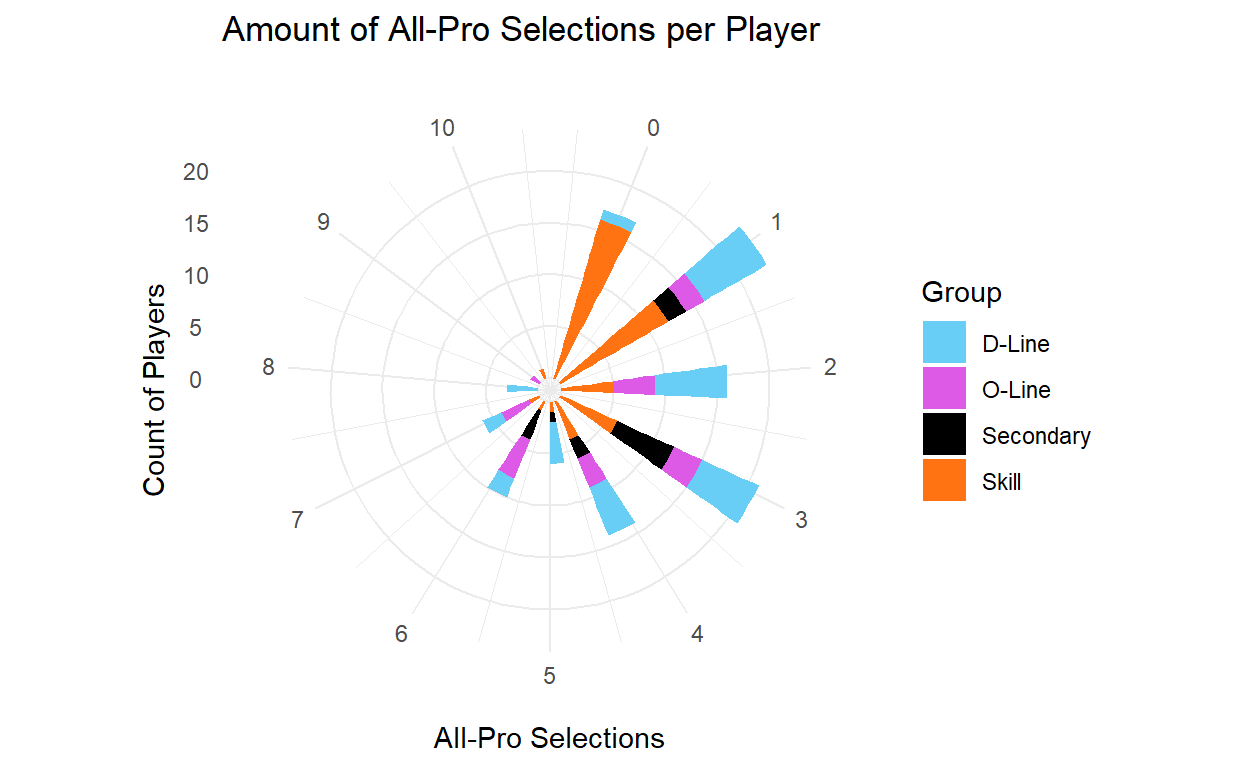 Amount of All-Pro Selections per Player
10
0
20
9
15
1
10
5
8
0
2
7
3
6
4
5
Count of Players
All-Pro Selections
Group
D-Line
O-Line
Secondary
Skill